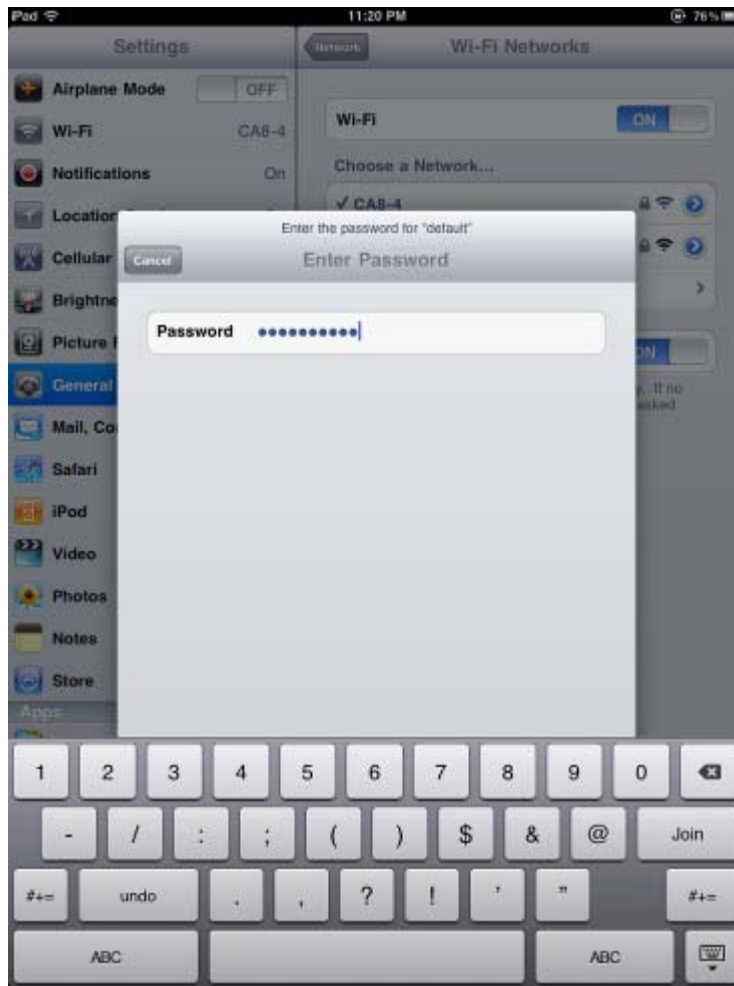 iPad 11:20 PM 76%
Settings
Network Wi-Fi Networks
Airplane Mode OFF
Wi-Fi CA8-4
Notifications On
Location
Cellular
Brightne
Picture F
General
Mail, Co
Safari
iPod
Video
Photos
Notes
Store
Apps
Wi-Fi ON
Choose a Network...
✓ CA8-4
ON
y. If no
asked
Enter the password for "default"
Cancel Enter Password
Password ••••••••••
1 2 3 4 5 6 7 8 9 0
- / : ; ( ) $ & @ Join
#+= undo . , ? ! ' " #+=
ABC ABC